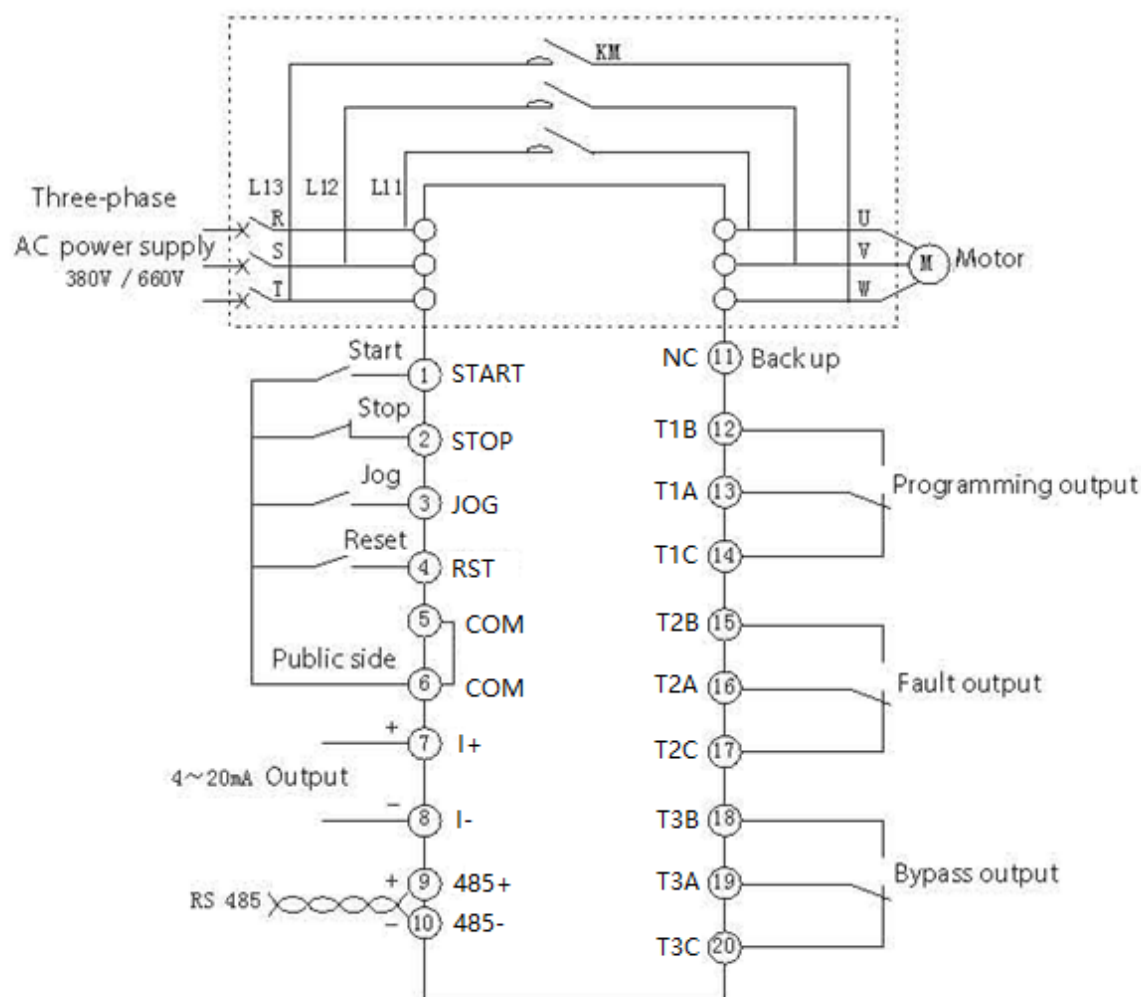 KM
L13 L12 L11
Three-phase
AC power supply
380V / 660V
R
S
T
U
V
W
M Motor
Start 1 START
Stop 2 STOP
Jog 3 JOG
Reset 4 RST
5 COM
Public side 6 COM
+ 7 I+
4～20mA Output
− 8 I-
RS 485
+ 9 485+
− 10 485-
NC 11 Back up
T1B 12
T1A 13
Programming output
T1C 14
T2B 15
T2A 16
Fault output
T2C 17
T3B 18
T3A 19
Bypass output
T3C 20